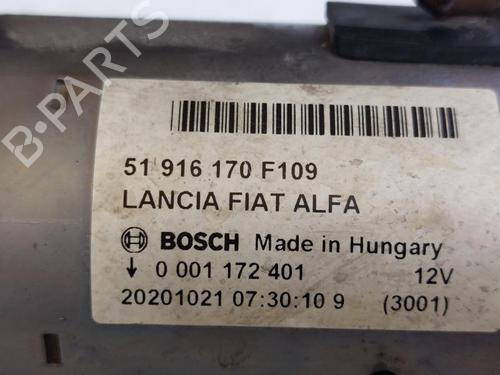 B-PARTS
51 916 170 F109
LANCIA FIAT ALFA
BOSCH Made in Hungary
0 001 172 401 12V
20201021 07:30:10 9 (3001)